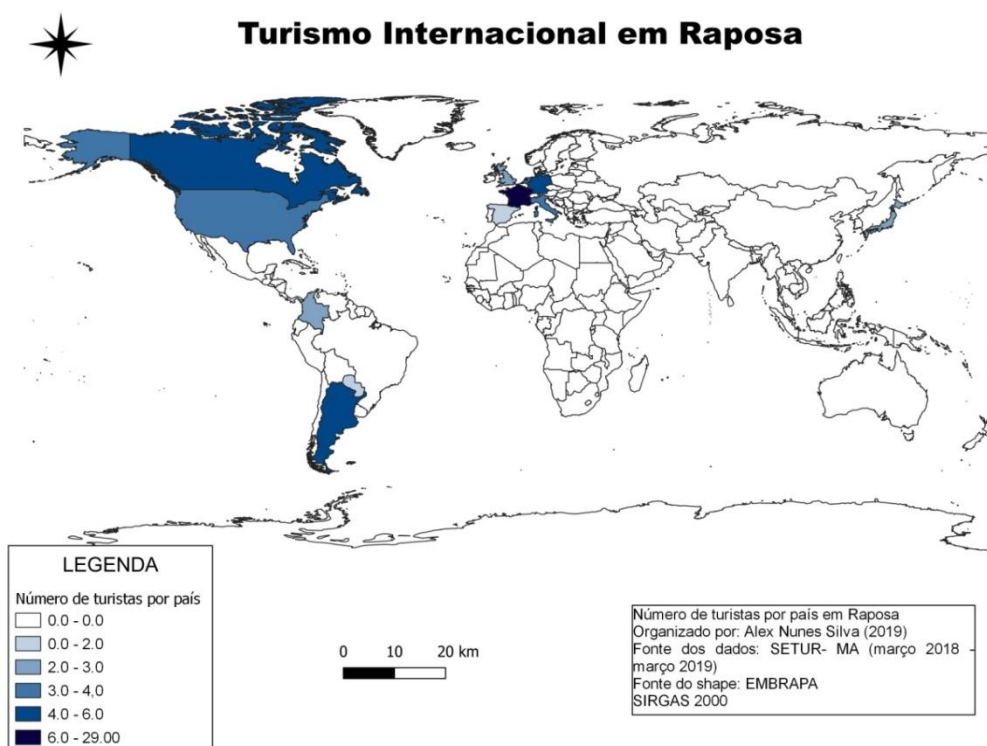 Turismo Internacional em Raposa
LEGENDA
Número de turistas por país
0.0 - 0.0
0.0 - 2.0
2.0 - 3.0
3.0 - 4,0
4.0 - 6.0
6.0 - 29.00
0 10 20 km
Número de turistas por país em Raposa
Organizado por: Alex Nunes Silva (2019)
Fonte dos dados: SETUR- MA (março 2018 -
março 2019)
Fonte do shape: EMBRAPA
SIRGAS 2000